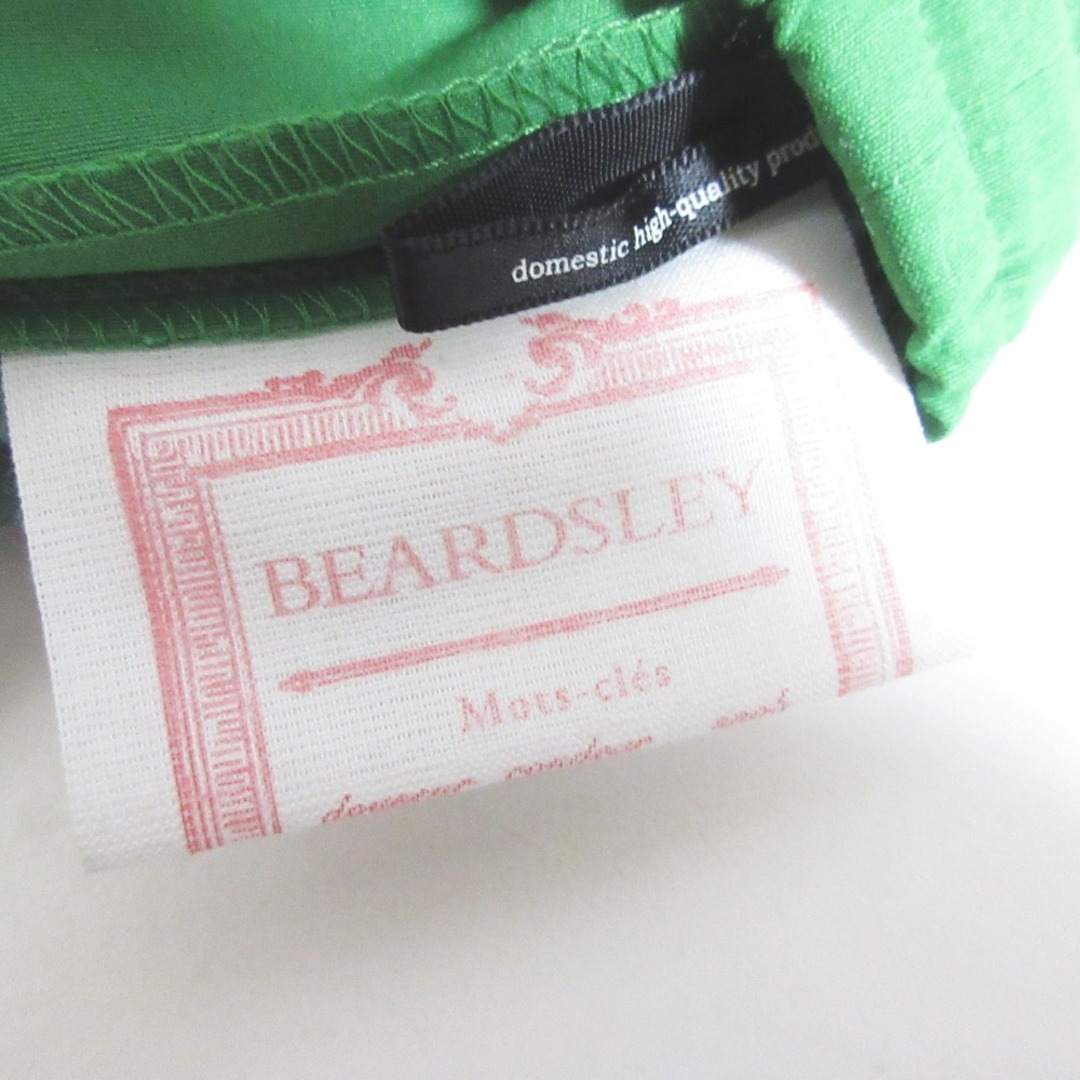 domestic high-quality prod
BEARDSLEY
Mots-clés